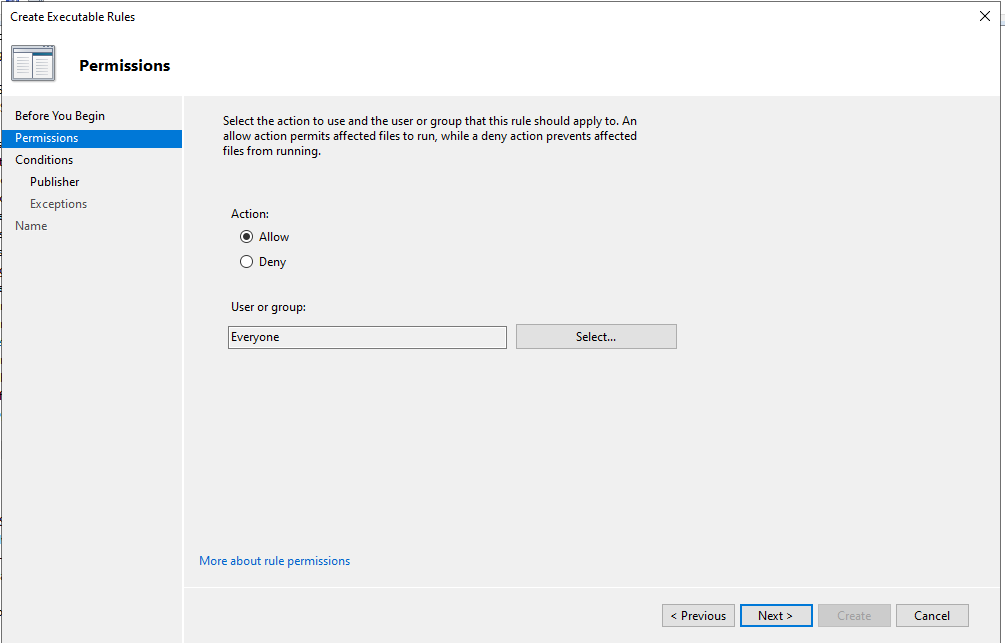 Create Executable Rules
Permissions
Before You Begin
Permissions
Conditions
Publisher
Exceptions
Name
Select the action to use and the user or group that this rule should apply to. An
allow action permits affected files to run, while a deny action prevents affected
files from running.
Action:
Allow
Deny
User or group:
Everyone
Select...
More about rule permissions
< Previous
Next >
Create
Cancel